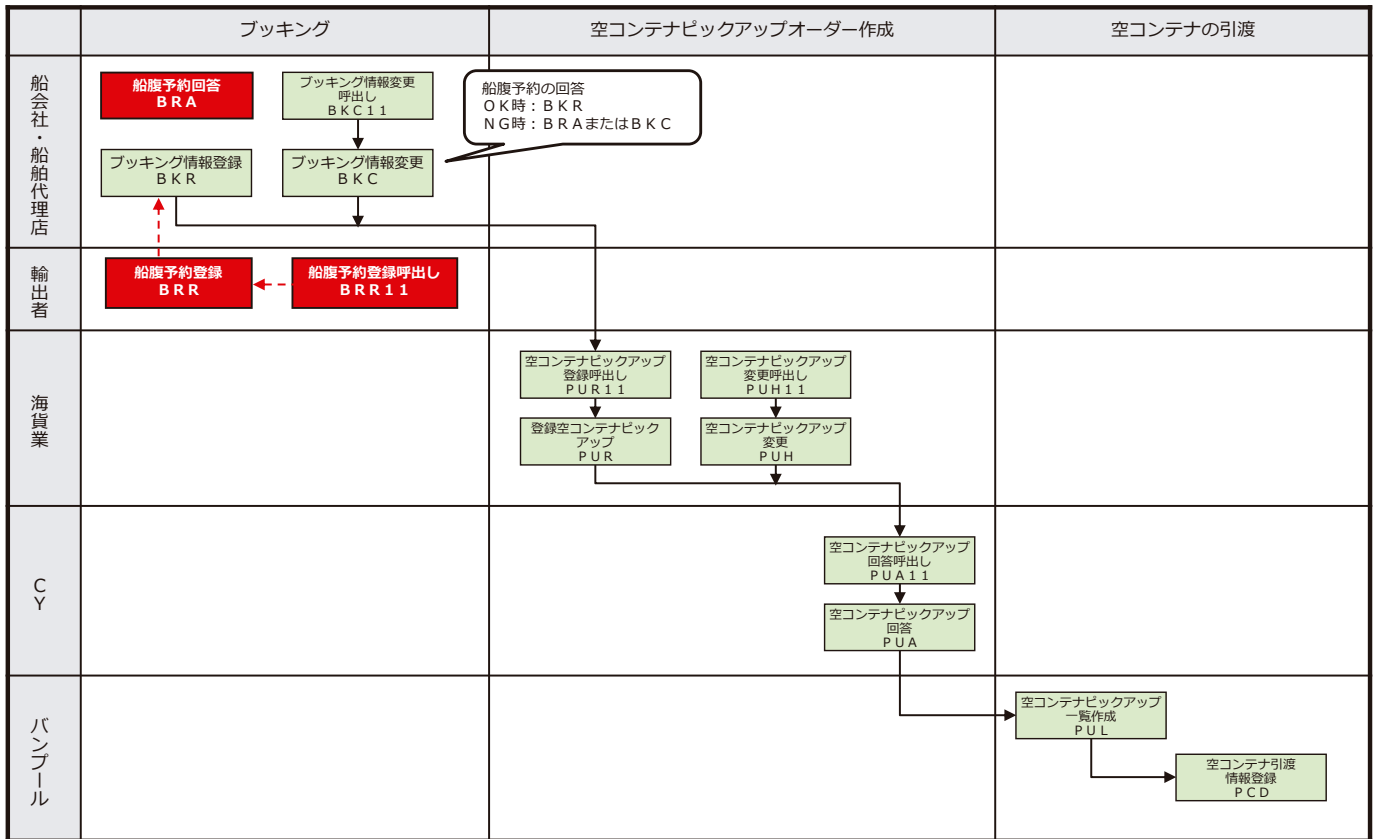 ブッキング
空コンテナピックアップオーダー作成
空コンテナの引渡
船会社・船舶代理店
船腹予約回答
ＢＲＡ
ブッキング情報変更
呼出し
ＢＫＣ１１
船腹予約の回答
ＯＫ時：ＢＫＲ
ＮＧ時：ＢＲＡまたはＢＫＣ
ブッキング情報登録
ＢＫＲ
ブッキング情報変更
ＢＫＣ
輸出者
船腹予約登録
ＢＲＲ
船腹予約登録呼出し
ＢＲＲ１１
海貨業
空コンテナピックアップ
登録呼出し
ＰＵＲ１１
空コンテナピックアップ
変更呼出し
ＰＵＨ１１
登録空コンテナピック
アップ
ＰＵＲ
空コンテナピックアップ
変更
ＰＵＨ
ＣＹ
空コンテナピックアップ
回答呼出し
ＰＵＡ１１
空コンテナピックアップ
回答
ＰＵＡ
バンプール
空コンテナピックアップ
一覧作成
ＰＵＬ
空コンテナ引渡
情報登録
ＰＣＤ